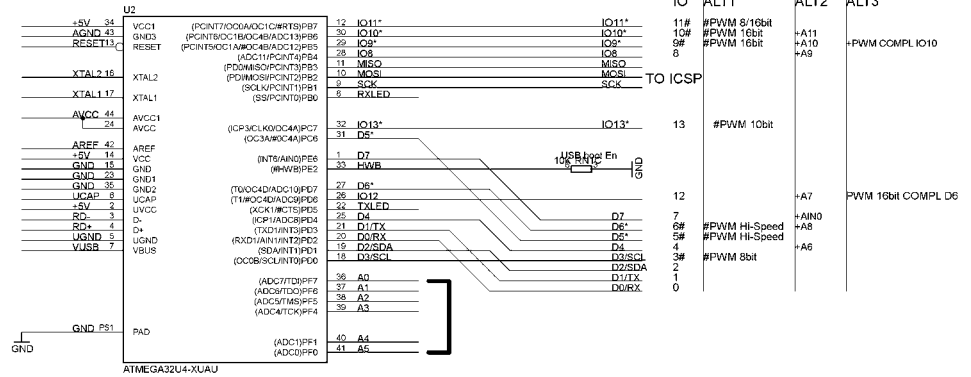 IO ALT1 ALT2 ALT3
U2
+5V 34 VCC1 (PCINT7/OC0A/OC1C/#RTS)PB7 12 IO11* IO11* 11# #PWM 8/16bit
AGND 43 GND3 (PCINT6/OC1B/OC4B/ADC13)PB6 30 IO10* IO10* 10# #PWM 16bit +A11
RESET 13 RESET (PCINT5/OC1A/#OC4B/ADC12)PB5 29 IO9* IO9* 9# #PWM 16bit +A10 +PWM COMPL IO10
(ADC11/PCINT4)PB4 28 IO8 IO8 8 +A9
(PD0/MISO/PCINT3)PB3 11 MISO MISO
XTAL2 16 XTAL2 (PDI/MOSI/PCINT2)PB2 10 MOSI MOSI TO ICSP
(SCLK/PCINT1)PB1 9 SCK SCK
XTAL1 17 XTAL1 (SS/PCINT0)PB0 8 RXLED
AVCC 44 AVCC1
24 AVCC (ICP3/CLK0/OC4A)PC7 32 IO13* IO13* 13 #PWM 10bit
(OC3A/#0C4A)PC6 31 D5*
AREF 42 AREF
+5V 14 VCC (INT6/AIN0)PE6 1 D7 USB boot En
GND 15 GND (#HWB)PE2 33 HWB 10K RN1C GND
GND 23 GND1
GND 35 GND2 (T0/OC4D/ADC10)PD7 27 D6*
UCAP 6 UCAP (T1/#OC4D/ADC9)PD6 26 IO12 12 +A7 PWM 16bit COMPL D6
+5V 2 UVCC (XCK1/#CTS)PD5 22 TXLED
RD- 3 D- (ICP1/ADC8)PD4 25 D4 D7 7 +AIN0
RD+ 4 D+ (TXD1/INT3)PD3 21 D1/TX D6* 6# #PWM Hi-Speed +A8
UGND 5 UGND (RXD1/AIN1/INT2)PD2 20 D0/RX D5* 5# #PWM Hi-Speed
VUSB 7 VBUS (SDA/INT1)PD1 19 D2/SDA D4 4 +A6
(OC0B/SCL/INT0)PD0 18 D3/SCL D3/SCL 3# #PWM 8bit
D2/SDA 2
(ADC7/TDI)PF7 36 A0 D1/TX 1
(ADC6/TDO)PF6 37 A1 D0/RX 0
(ADC5/TMS)PF5 38 A2
(ADC4/TCK)PF4 39 A3
GND PS1 PAD
GND
(ADC1)PF1 40 A4
(ADC0)PF0 41 A5
ATMEGA32U4-XUAU